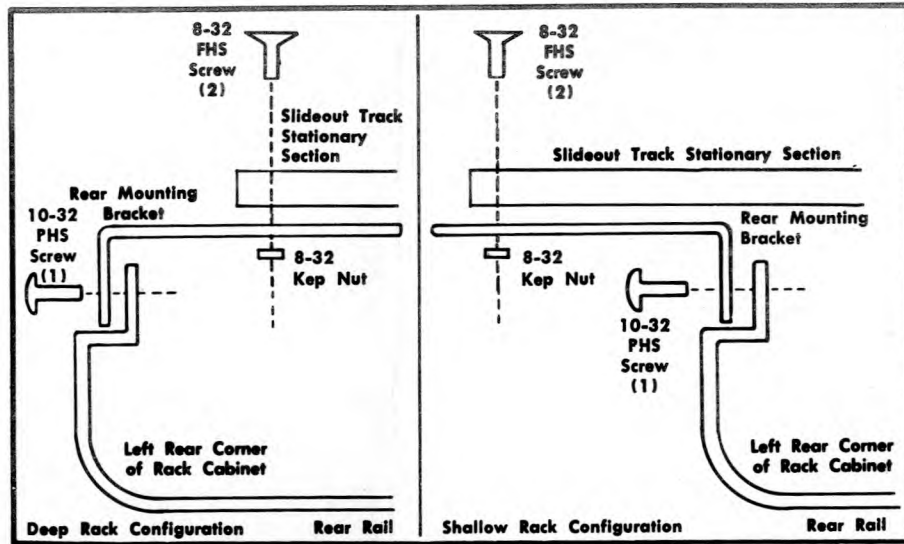 8-32
FHS
Screw
(2)
Slideout Track
Stationary
Section
Rear Mounting
Bracket
10-32
PHS
Screw
(1)
8-32
Kep Nut
Left Rear Corner
of Rack Cabinet
Deep Rack Configuration
Rear Rail
8-32
FHS
Screw
(2)
Slideout Track Stationary Section
Rear Mounting
Bracket
8-32
Kep Nut
10-32
PHS
Screw
(1)
Left Rear Corner
of Rack Cabinet
Shallow Rack Configuration
Rear Rail